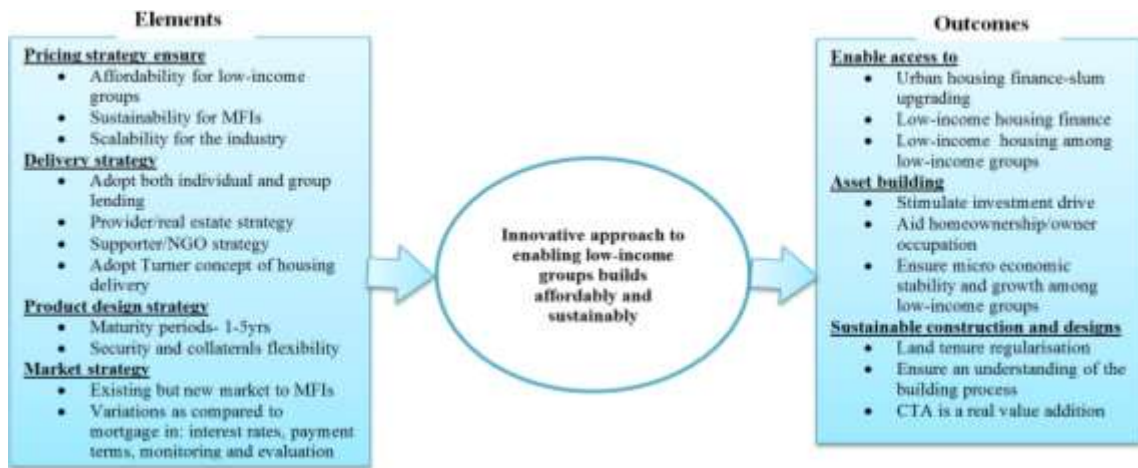 Elements
Pricing strategy ensure
• Affordability for low-income
groups
• Sustainability for MFIs
• Scalability for the industry
Delivery strategy
• Adopt both individual and group
lending
• Provider/real estate strategy
• Supporter/NGO strategy
• Adopt Turner concept of housing
delivery
Product design strategy
• Maturity periods- 1-5yrs
• Security and collaterals flexibility
Market strategy
• Existing but new market to MFIs
• Variations as compared to
mortgage in: interest rates, payment
terms, monitoring and evaluation
Innovative approach to
enabling low-income
groups builds
affordably and
sustainably
Outcomes
Enable access to
• Urban housing finance-slum
upgrading
• Low-income housing finance
• Low-income housing among
low-income groups
Asset building
• Stimulate investment drive
• Aid homeownership/owner
occupation
• Ensure micro economic
stability and growth among
low-income groups
Sustainable construction and designs
• Land tenure regularisation
• Ensure an understanding of the
building process
• CTA is a real value addition